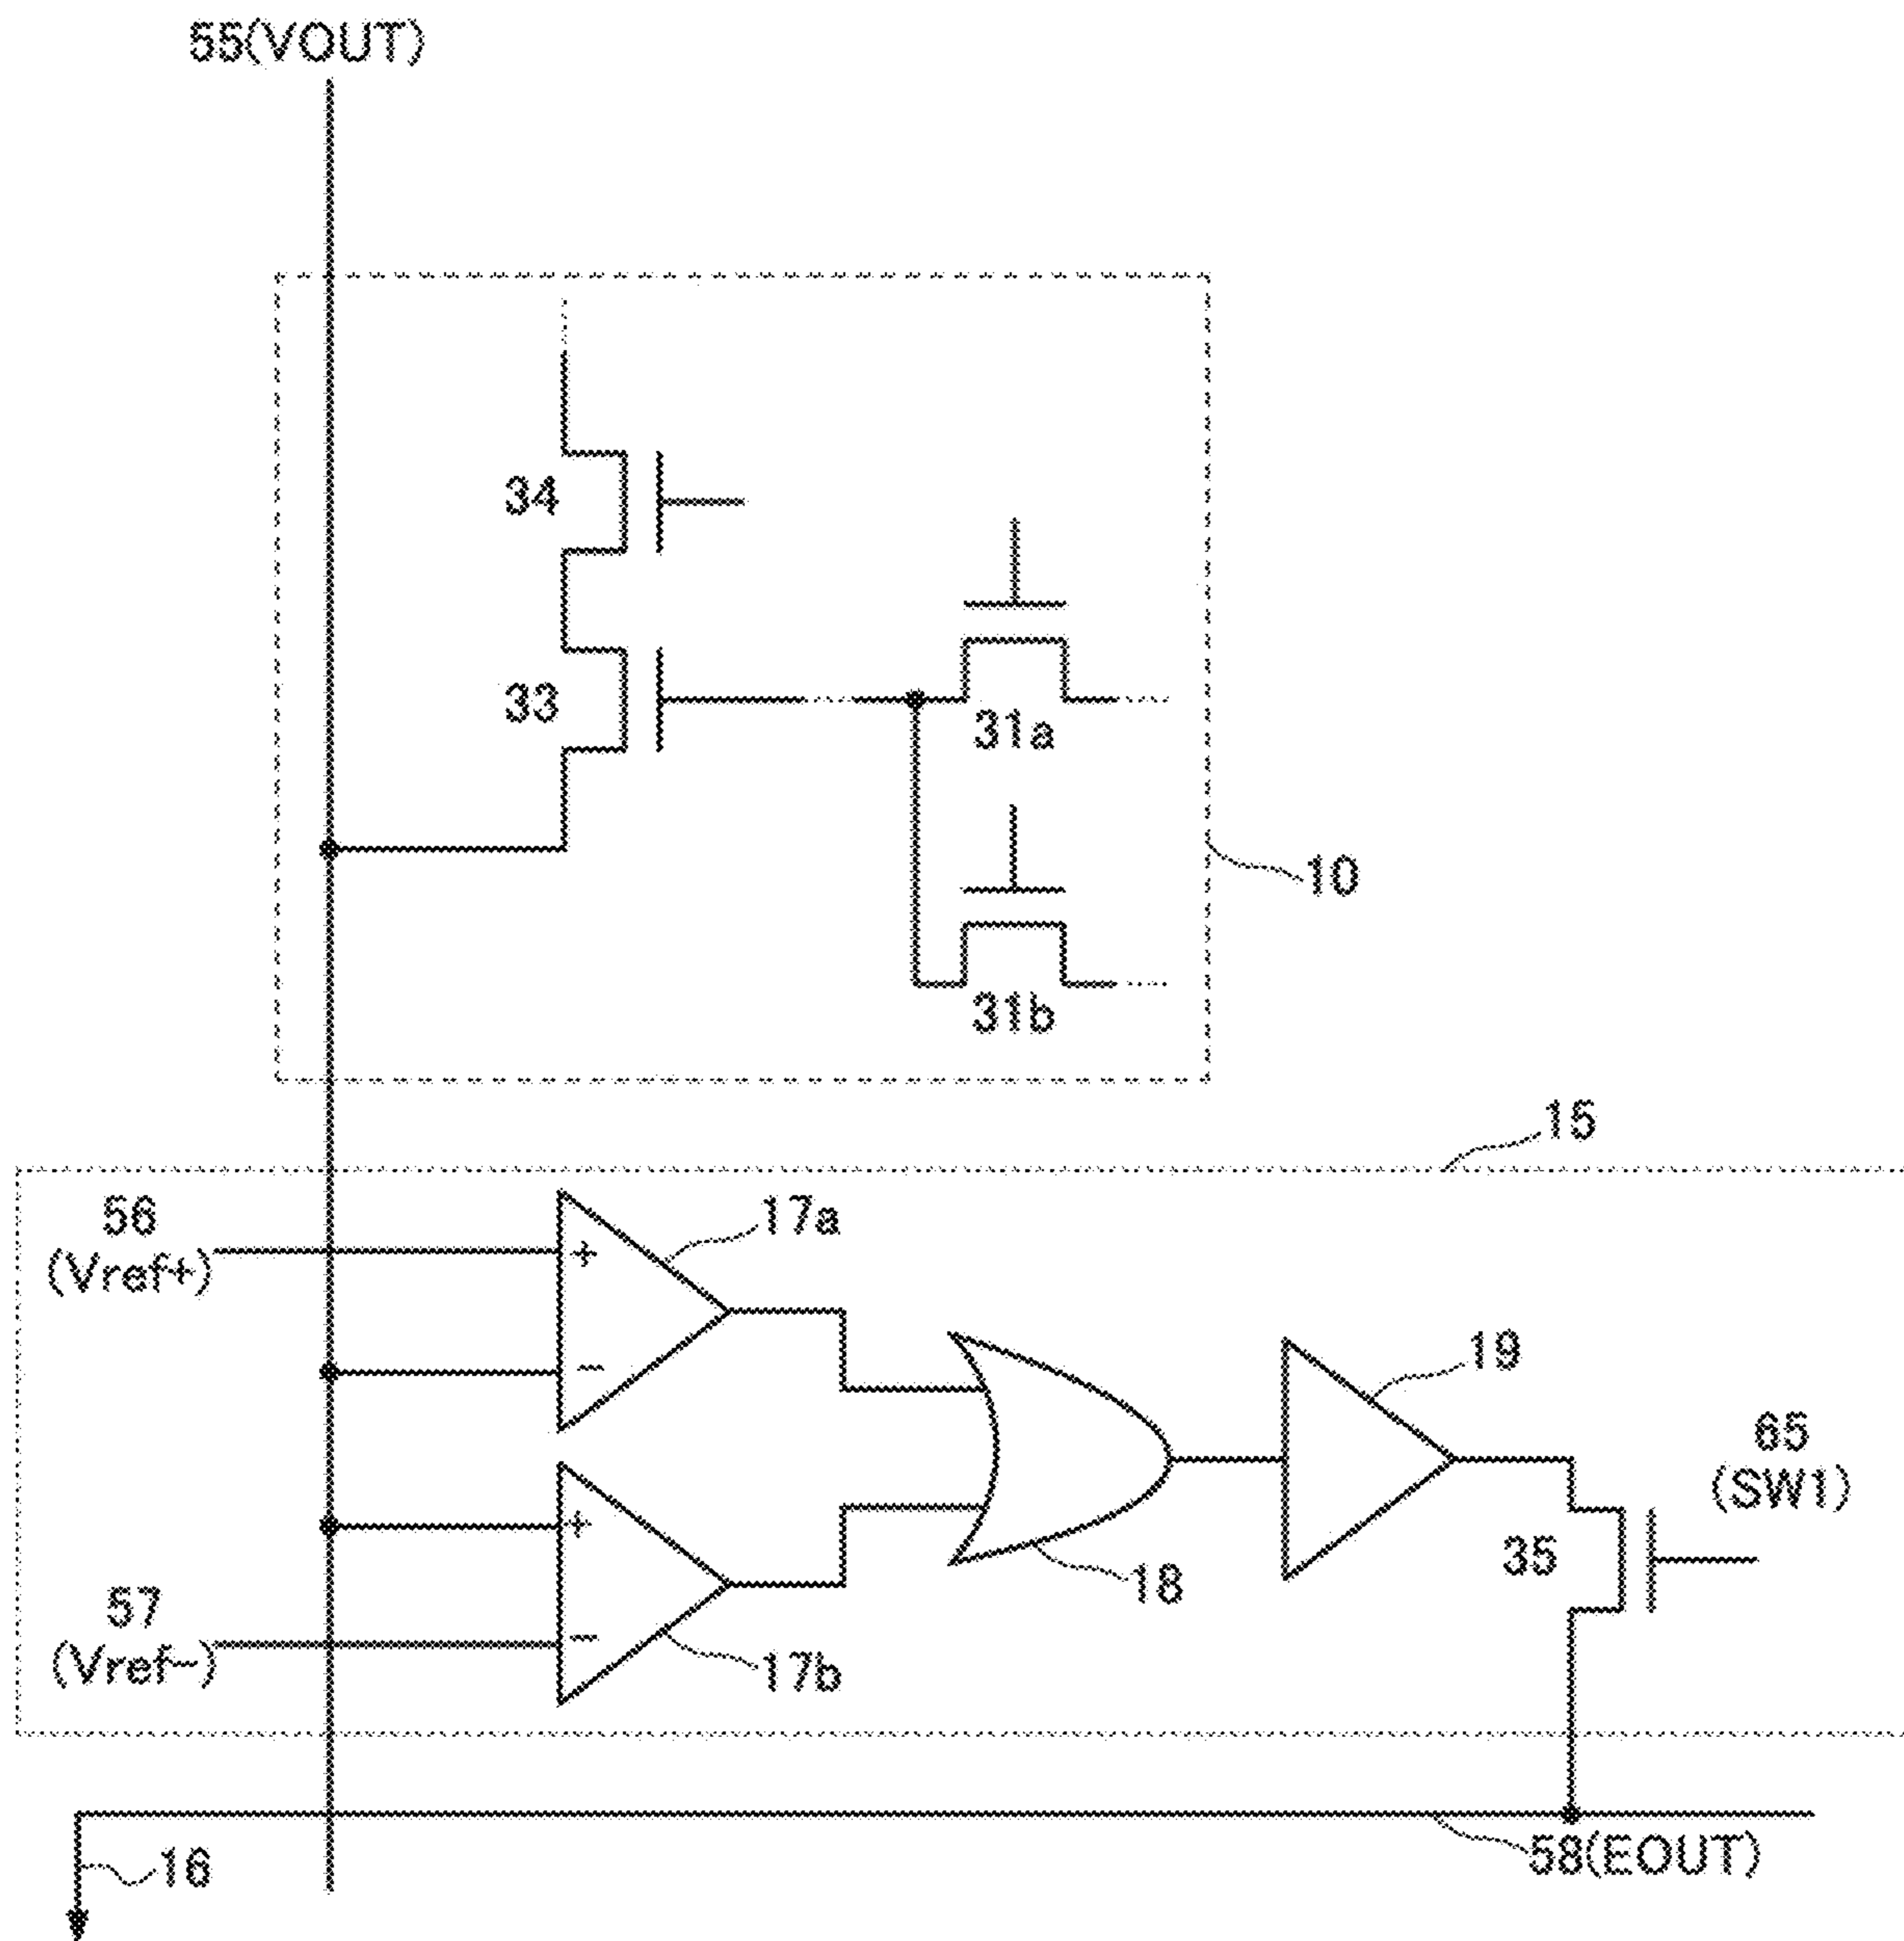 55(VOUT)
34
33
31a
31b
10
15
56
(Vref+)
17a
+
−
19
65
(SW1)
35
18
+
−
57
(Vref−)
17b
58(EOUT)
16